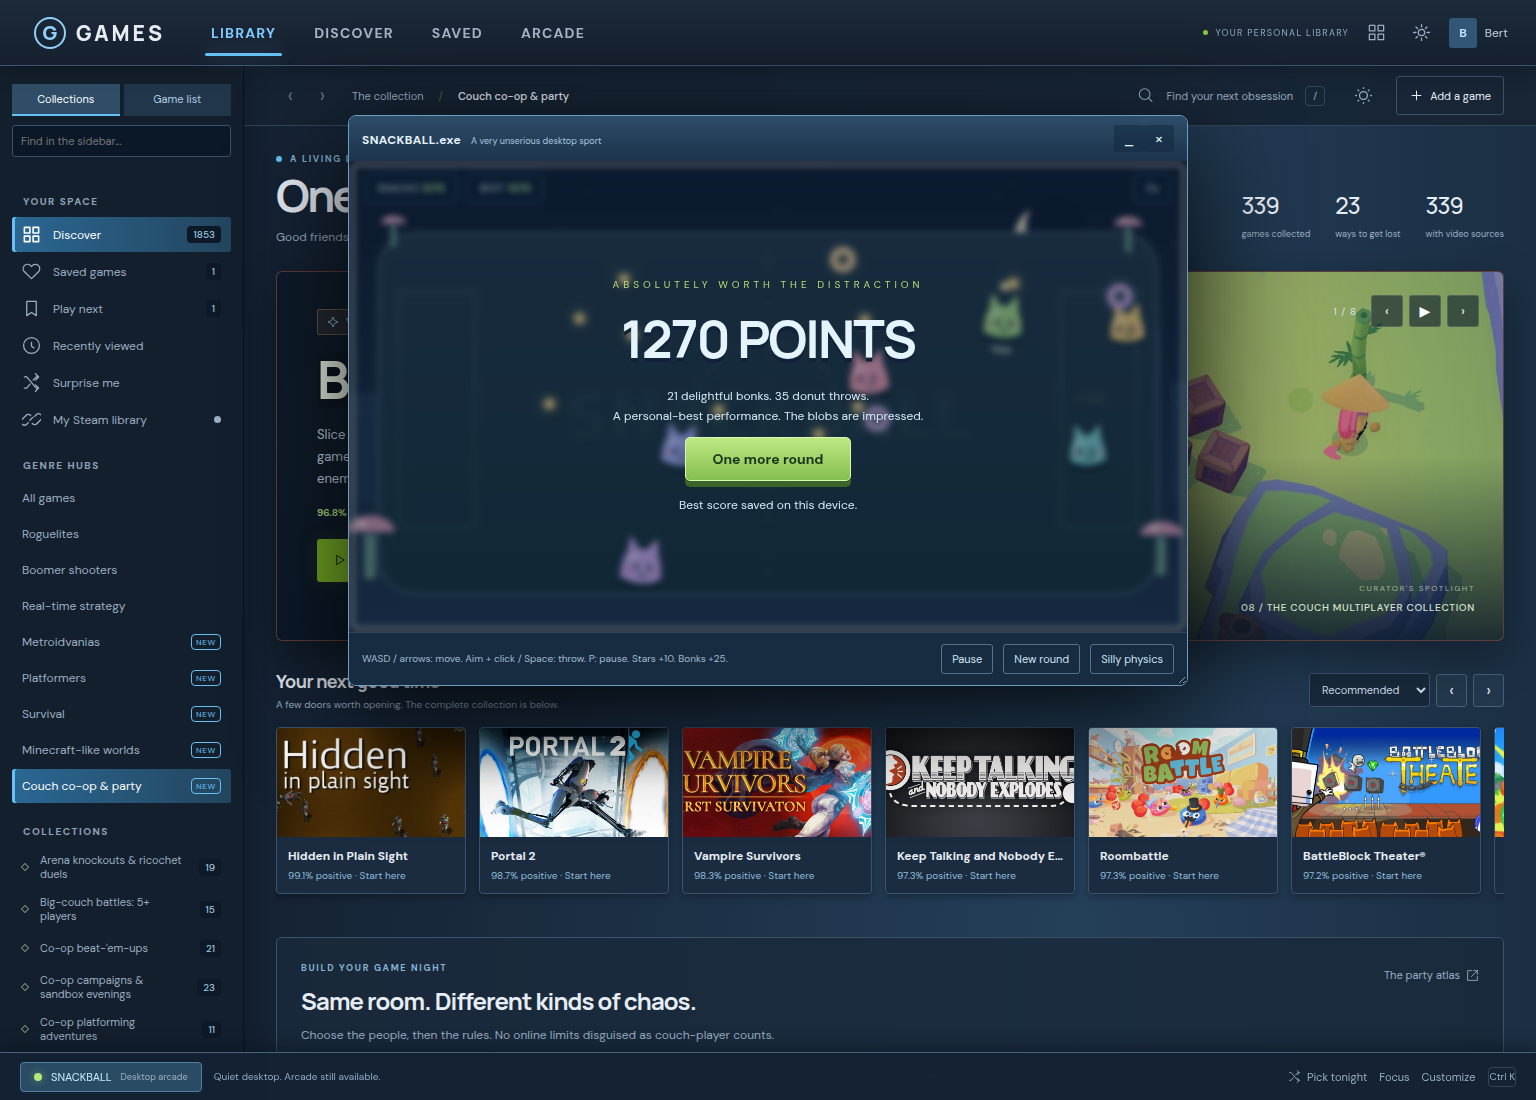 G GAMES
LIBRARY
DISCOVER
SAVED
ARCADE
YOUR PERSONAL LIBRARY
B
Bert
Collections
Game list
Find in the sidebar...
YOUR SPACE
Discover
1853
Saved games
1
Play next
1
Recently viewed
Surprise me
My Steam library
GENRE HUBS
All games
Roguelites
Boomer shooters
Real-time strategy
Metroidvanias
NEW
Platformers
NEW
Survival
NEW
Minecraft-like worlds
NEW
Couch co-op & party
NEW
COLLECTIONS
Arena knockouts & ricochet
duels
19
Big-couch battles: 5+
players
15
Co-op beat-'em-ups
21
Co-op campaigns &
sandbox evenings
23
Co-op platforming
adventures
11
The collection / Couch co-op & party
Find your next obsession
/
+ Add a game
A LIVING
One
Good friends
339
games collected
23
ways to get lost
339
with video sources
B
Slice
game
enem
96.8%
1 / 8
CURATOR'S SPOTLIGHT
08 / THE COUCH MULTIPLAYER COLLECTION
SNACKBALL.exe
A very unserious desktop sport
_
×
ABSOLUTELY WORTH THE DISTRACTION
1270 POINTS
21 delightful bonks. 35 donut throws.
A personal-best performance. The blobs are impressed.
One more round
Best score saved on this device.
WASD / arrows: move. Aim + click / Space: throw. P: pause. Stars +10. Bonks +25.
Pause
New round
Silly physics
Your next good time
A few doors worth opening. The complete collection is below.
Recommended
Hidden
in plain sight
PORTAL 2
VAMPIRE
URVIVORS
RST SURVIVATON
KEEP TALKING
and NOBODY EXPLODES
ROOM
BATTLE
BATTLEBLO
THEATE
Hidden in Plain Sight
99.1% positive · Start here
Portal 2
98.7% positive · Start here
Vampire Survivors
98.3% positive · Start here
Keep Talking and Nobody E...
97.3% positive · Start here
Roombattle
97.3% positive · Start here
BattleBlock Theater®
97.2% positive · Start here
BUILD YOUR GAME NIGHT
Same room. Different kinds of chaos.
Choose the people, then the rules. No online limits disguised as couch-player counts.
The party atlas
SNACKBALL
Desktop arcade
Quiet desktop. Arcade still available.
Pick tonight
Focus
Customize
Ctrl K